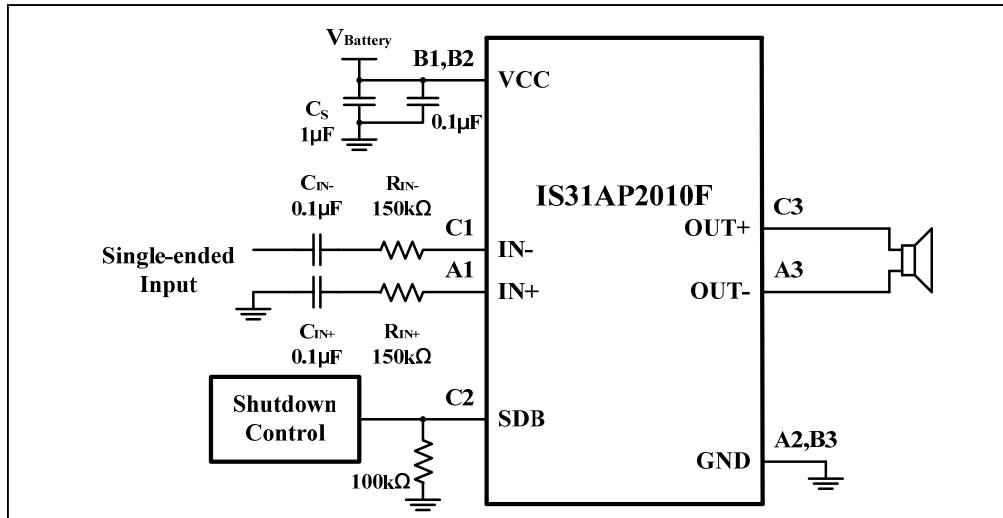 VBattery
B1,B2
VCC
CS
1µF
0.1µF
IS31AP2010F
CIN-
0.1µF
RIN-
150kΩ
C1
IN-
Single-ended
Input
A1
IN+
CIN+
0.1µF
RIN+
150kΩ
C3
OUT+
A3
OUT-
Shutdown
Control
C2
SDB
100kΩ
A2,B3
GND